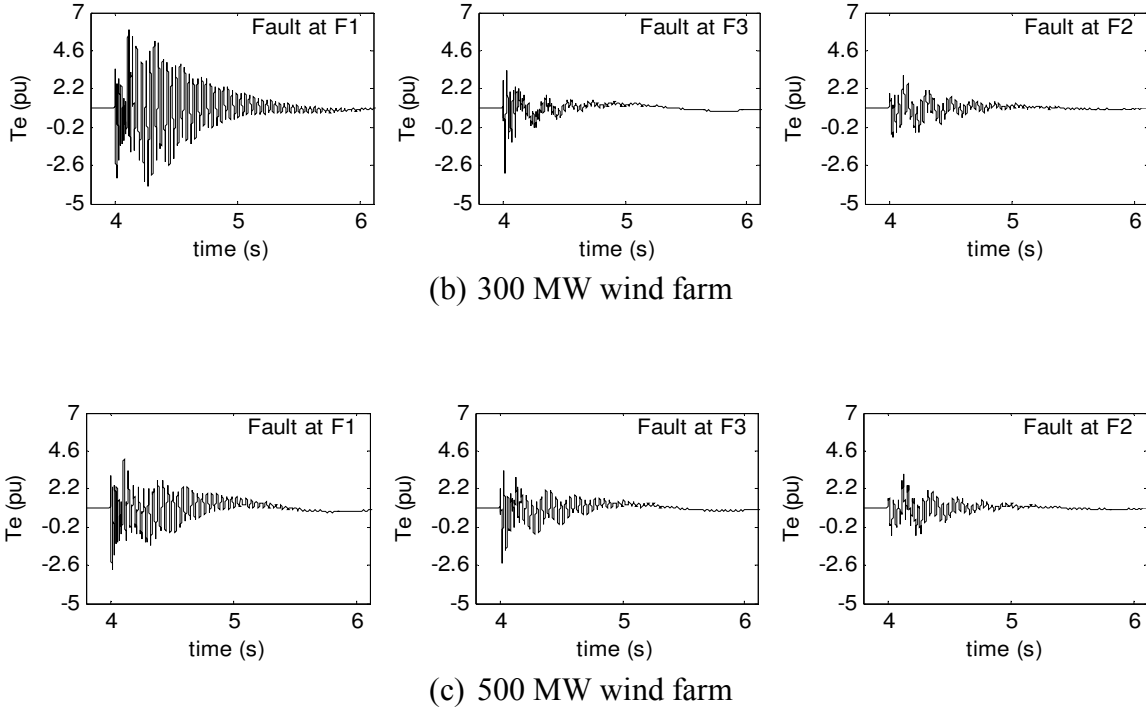 7 Fault at F1
4.6
2.2
-0.2
-2.6
-5
Te (pu)
4 5 6
time (s)
7 Fault at F3
4.6
2.2
-0.2
-2.6
-5
Te (pu)
4 5 6
time (s)
7 Fault at F2
4.6
2.2
-0.2
-2.6
-5
Te (pu)
4 5 6
time (s)
(b) 300 MW wind farm
7 Fault at F1
4.6
2.2
-0.2
-2.6
-5
Te (pu)
4 5 6
time (s)
7 Fault at F3
4.6
2.2
-0.2
-2.6
-5
Te (pu)
4 5 6
time (s)
7 Fault at F2
4.6
2.2
-0.2
-2.6
-5
Te (pu)
4 5 6
time (s)
(c) 500 MW wind farm